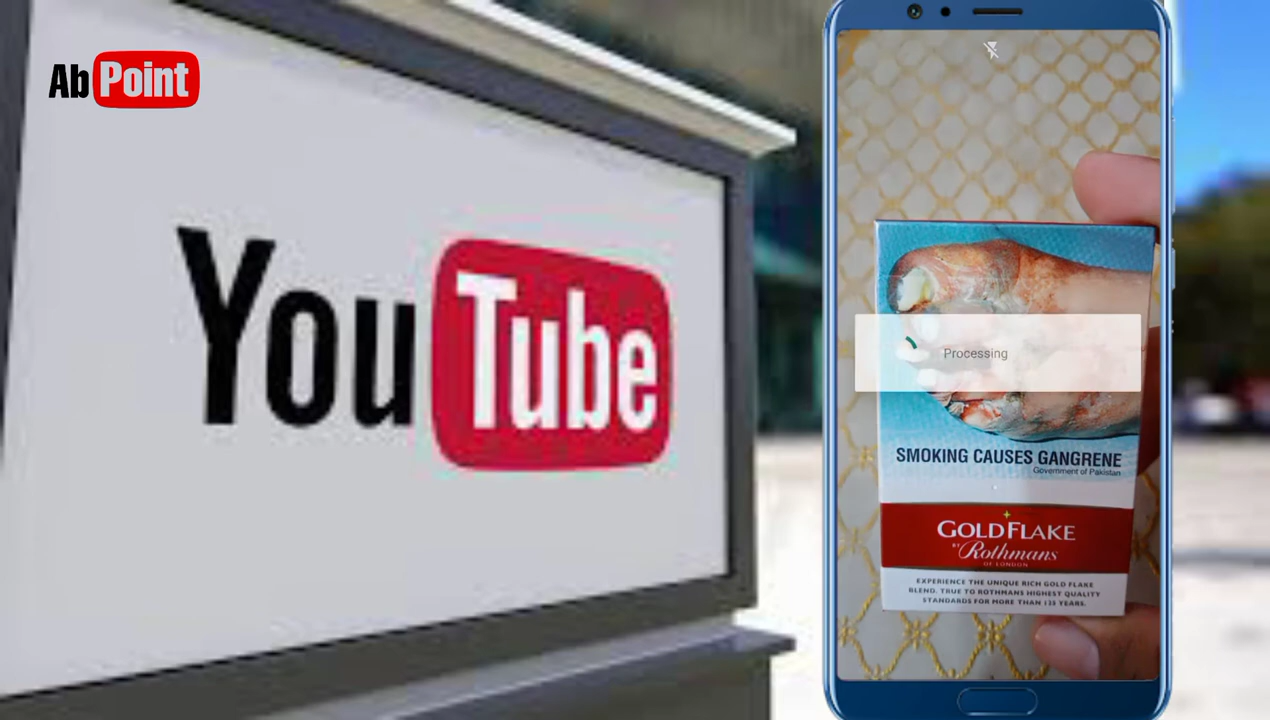 Ab Point
YouTube
Processing
SMOKING CAUSES GANGRENE
Government of Pakistan
GOLD FLAKE
BY Rothmans
OF LONDON
EXPERIENCE THE UNIQUE RICH GOLD FLAKE
BLEND. TRUE TO ROTHMANS HIGHEST QUALITY
STANDARDS FOR MORE THAN 125 YEARS.